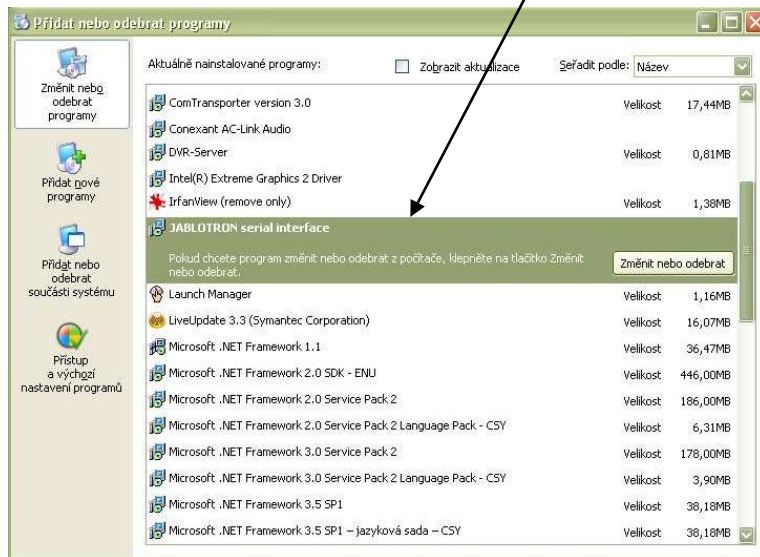 Přidat nebo odebrat programy
Změnit nebo
odebrat
programy
Přidat nové
programy
Přidat nebo
odebrat
součásti systému
Přístup
a výchozí
nastavení programů
Aktuálně nainstalované programy:
Zobrazit aktualizace
Seřadit podle: Název
ComTransporter version 3.0 Velikost 17,44MB
Conexant AC-Link Audio
DVR-Server Velikost 0,81MB
Intel(R) Extreme Graphics 2 Driver
IrfanView (remove only) Velikost 1,38MB
JABLOTRON serial interface
Pokud chcete program změnit nebo odebrat z počítače, klepněte na tlačítko Změnit
nebo odebrat.
Změnit nebo odebrat
Launch Manager Velikost 1,16MB
LiveUpdate 3.3 (Symantec Corporation) Velikost 16,07MB
Microsoft .NET Framework 1.1 Velikost 36,47MB
Microsoft .NET Framework 2.0 SDK - ENU Velikost 446,00MB
Microsoft .NET Framework 2.0 Service Pack 2 Velikost 186,00MB
Microsoft .NET Framework 2.0 Service Pack 2 Language Pack - CSY Velikost 6,31MB
Microsoft .NET Framework 3.0 Service Pack 2 Velikost 178,00MB
Microsoft .NET Framework 3.0 Service Pack 2 Language Pack - CSY Velikost 3,90MB
Microsoft .NET Framework 3.5 SP1 Velikost 38,18MB
Microsoft .NET Framework 3.5 SP1 – jazyková sada – CSY Velikost 38,18MB